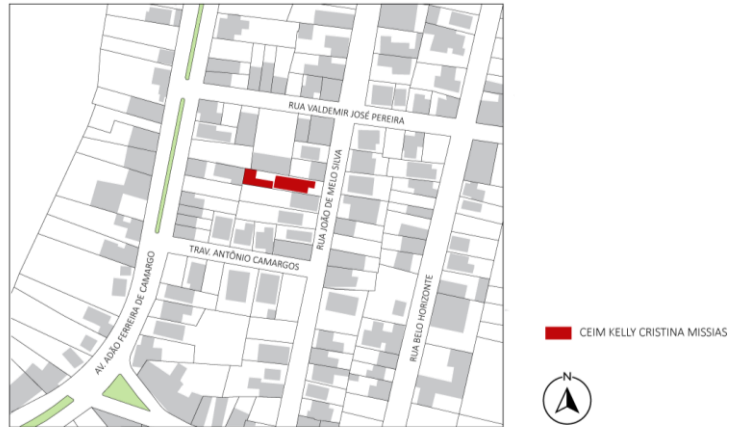 RUA VALDEMIR JOSÉ PEREIRA
RUA JOÃO DE MELO SILVA
TRAV. ANTÔNIO CAMARGOS
AV. ADÃO FERREIRA DE CAMARGO
RUA BELO HORIZONTE
CEIM KELLY CRISTINA MISSIAS
N